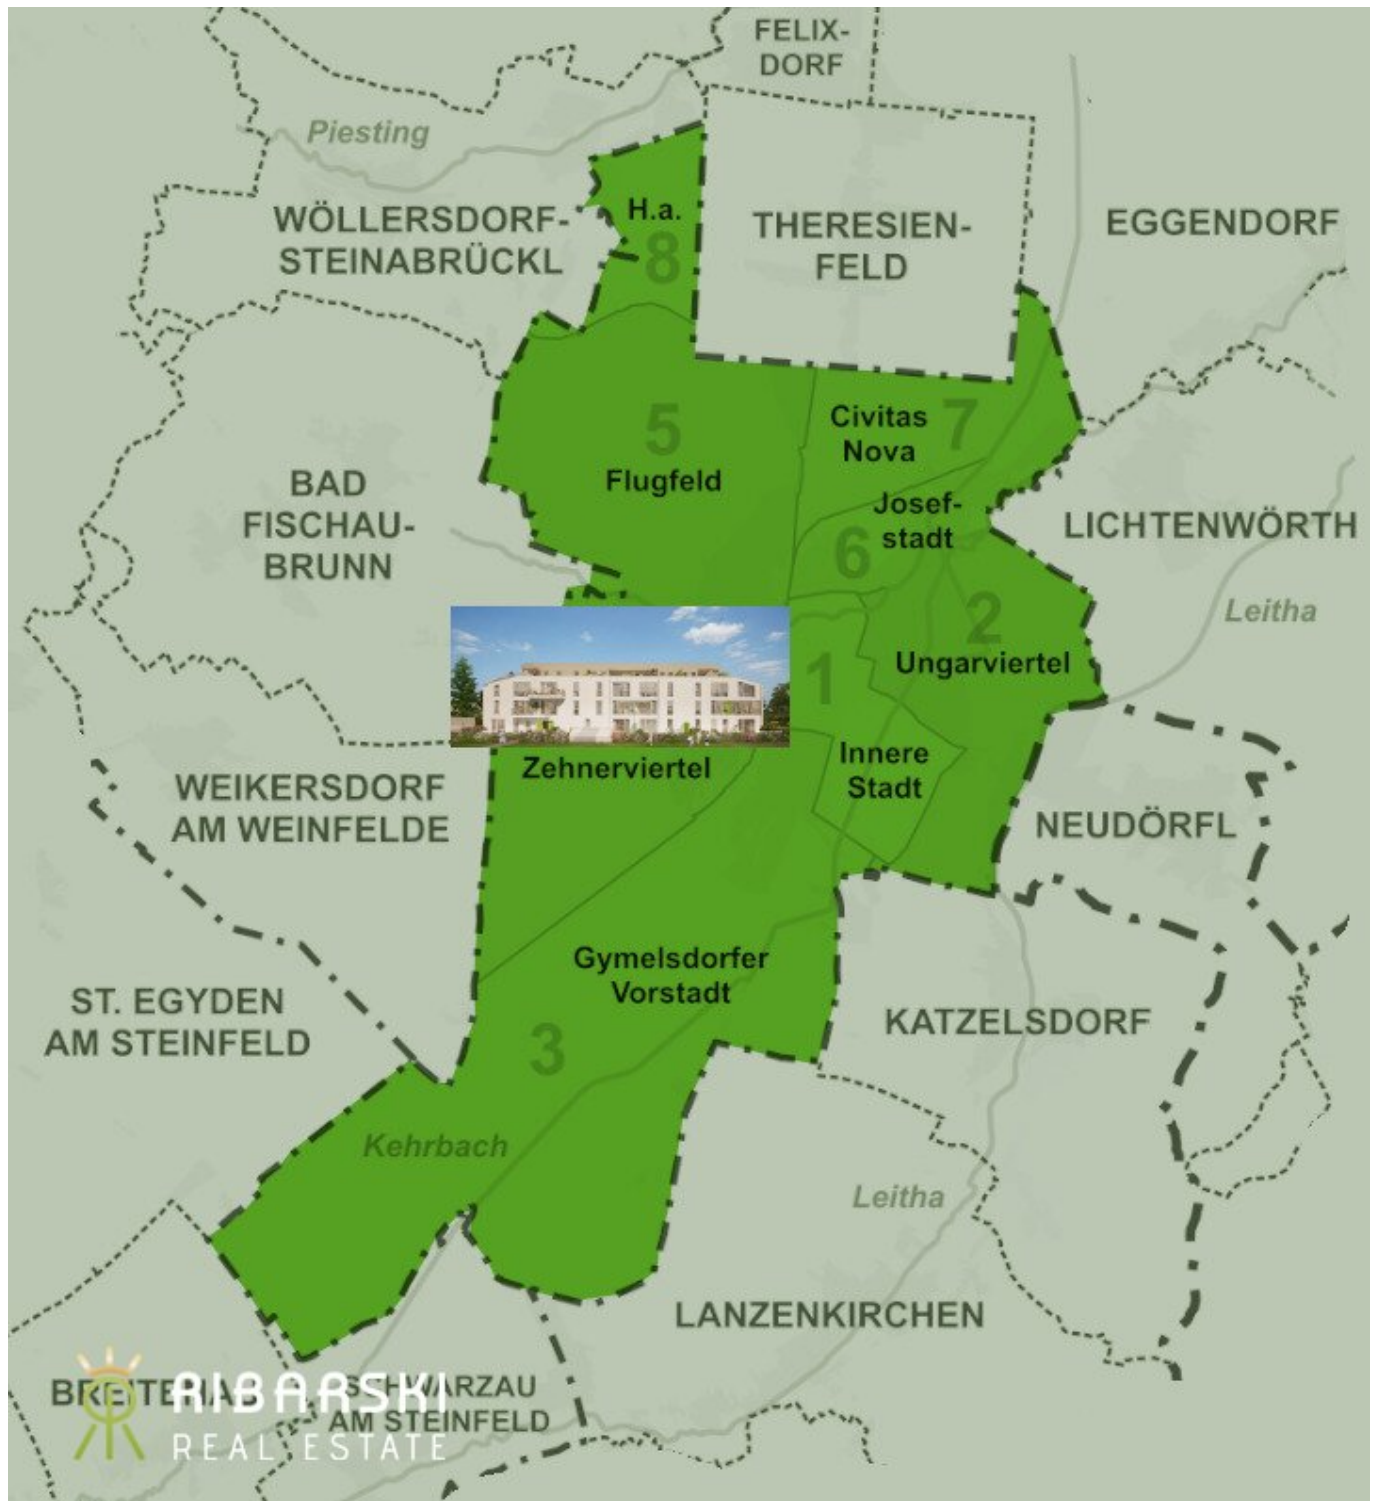 FELIX-
DORF
Piesting
H.a.
8
WÖLLERSDORF-
STEINABRÜCKL
THERESIEN-
FELD
EGGENDORF
5
Flugfeld
Civitas
Nova
7
Josef-
stadt
6
BAD
FISCHAU-
BRUNN
LICHTENWÖRTH
Leitha
2
Ungarviertel
1
Innere
Stadt
Zehnerviertel
WEIKERSDORF
AM WEINFELDE
NEUDÖRFL
Gymelsdorfer
Vorstadt
3
ST. EGYDEN
AM STEINFELD
KATZELSDORF
Kehrbach
Leitha
LANZENKIRCHEN
BREITENAU
SCHWARZAU
AM STEINFELD
RIBARSKI
REAL ESTATE